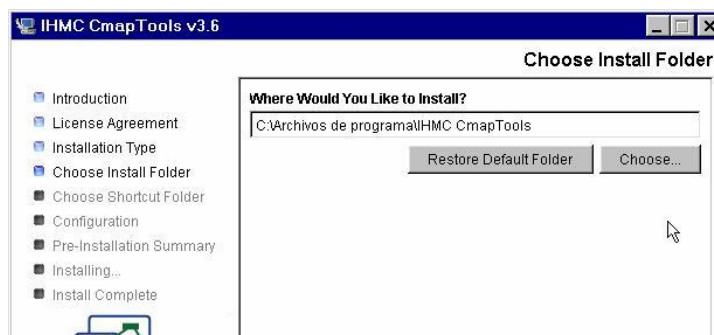 IHMC CmapTools v3.6
Choose Install Folder
Introduction
License Agreement
Installation Type
Choose Install Folder
Choose Shortcut Folder
Configuration
Pre-Installation Summary
Installing...
Install Complete
Where Would You Like to Install?
C:\Archivos de programa\IHMC CmapTools
Restore Default Folder
Choose...